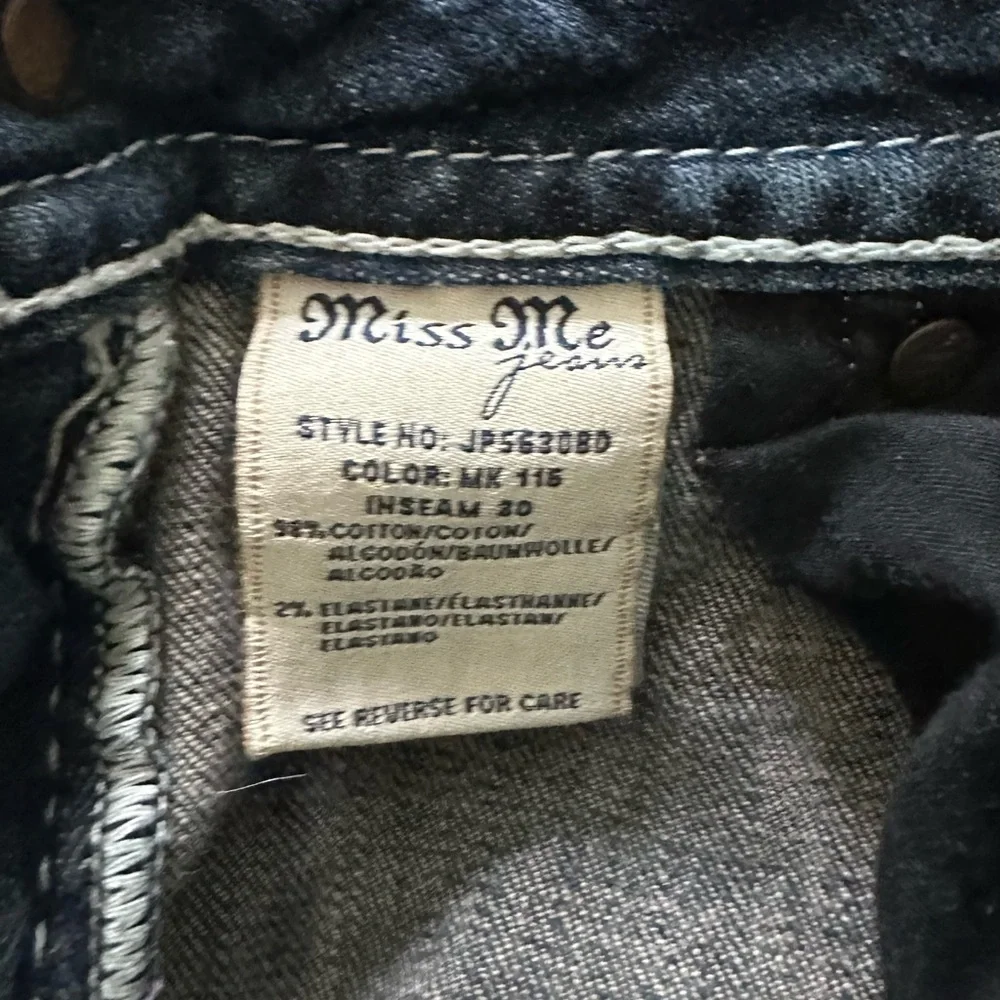 Miss Me
jeans
STYLE NO: JP5630BD
COLOR: MK 115
INSEAM 30
98% COTTON/COTON/
ALGODÓN/BAUMWOLLE/
ALGODÃO
2% ELASTANE/ÉLASTHANNE/
ELASTANO/ELASTAN/
ELASTANO
SEE REVERSE FOR CARE